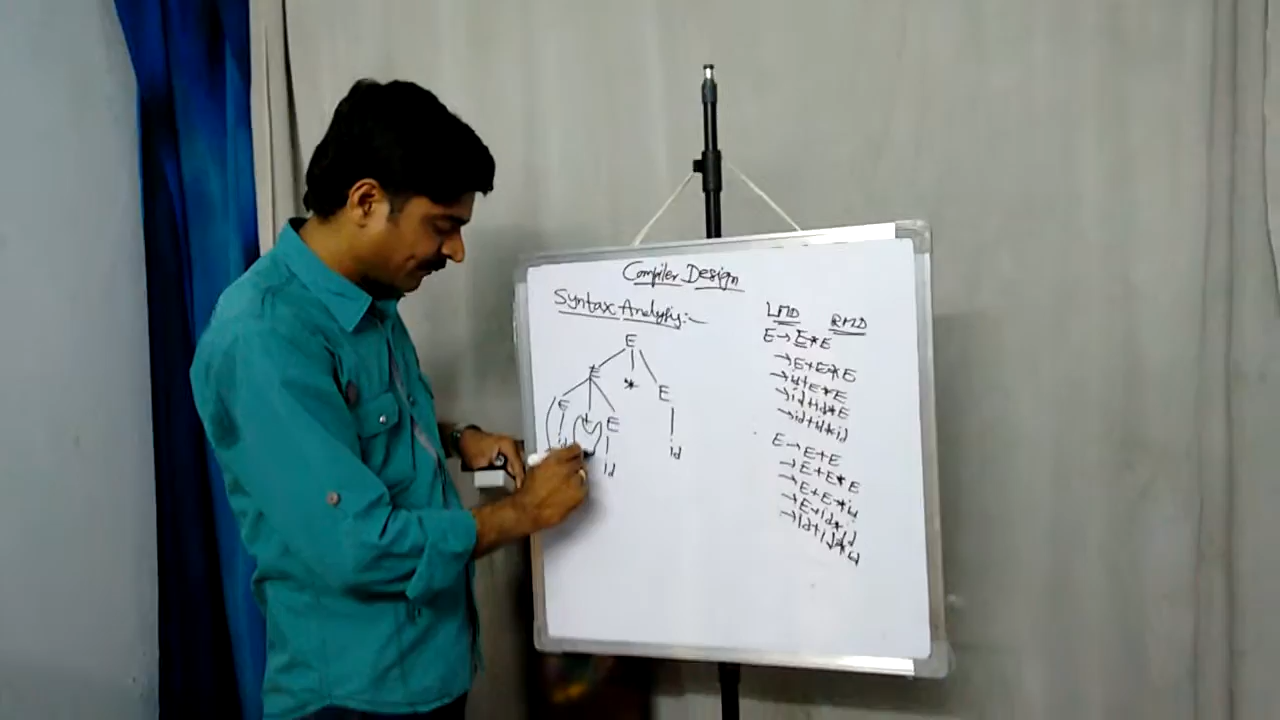 Compiler Design
Syntax Analysis:-
E
E * E
E + E id
id id
LMD RMD
E → E * E
→ E + E * E
→ id + E * E
→ id + id * E
→ id + id * id
E → E + E
→ E + E * E
→ E + E * id
→ E + id * id
→ id + id * id